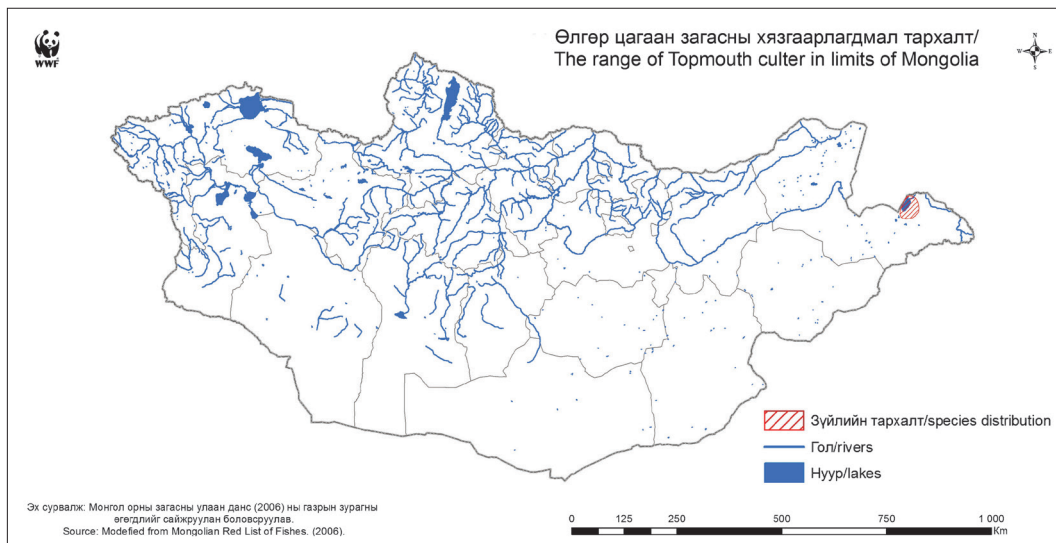 WWF
Өлгөр цагаан загасны хязгаарлагдмал тархалт/
The range of Topmouth culter in limits of Mongolia
N
W E
S
Зүйлийн тархалт/species distribution
Гол/rivers
Нуур/lakes
Эх сурвалж: Монгол орны загасны улаан данс (2006) ны газрын зурагны
өгөгдлийг сайжруулан боловсруулав.
Source: Modefied from Mongolian Red List of Fishes. (2006).
0 125 250 500 750 1 000
Km